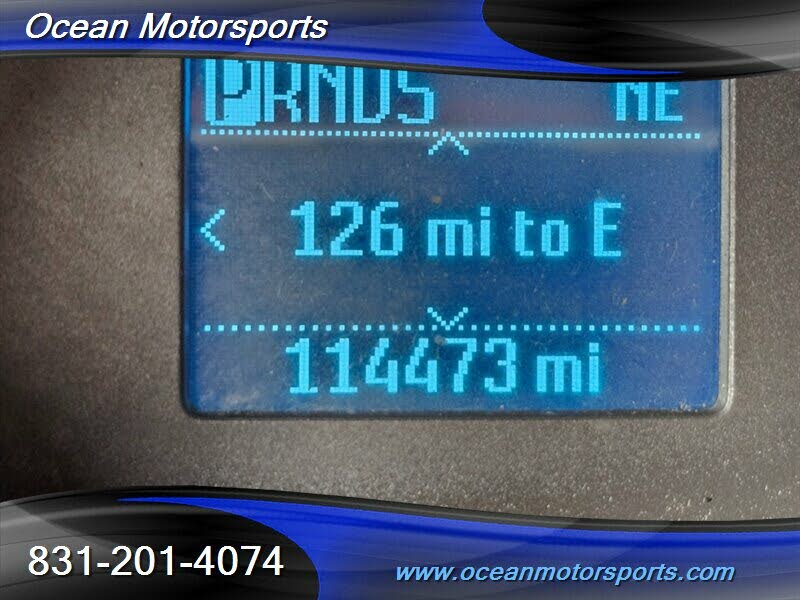 Ocean Motorsports
PRNDS NE
126 mi to E
114473 mi
831-201-4074
www.oceanmotorsports.com